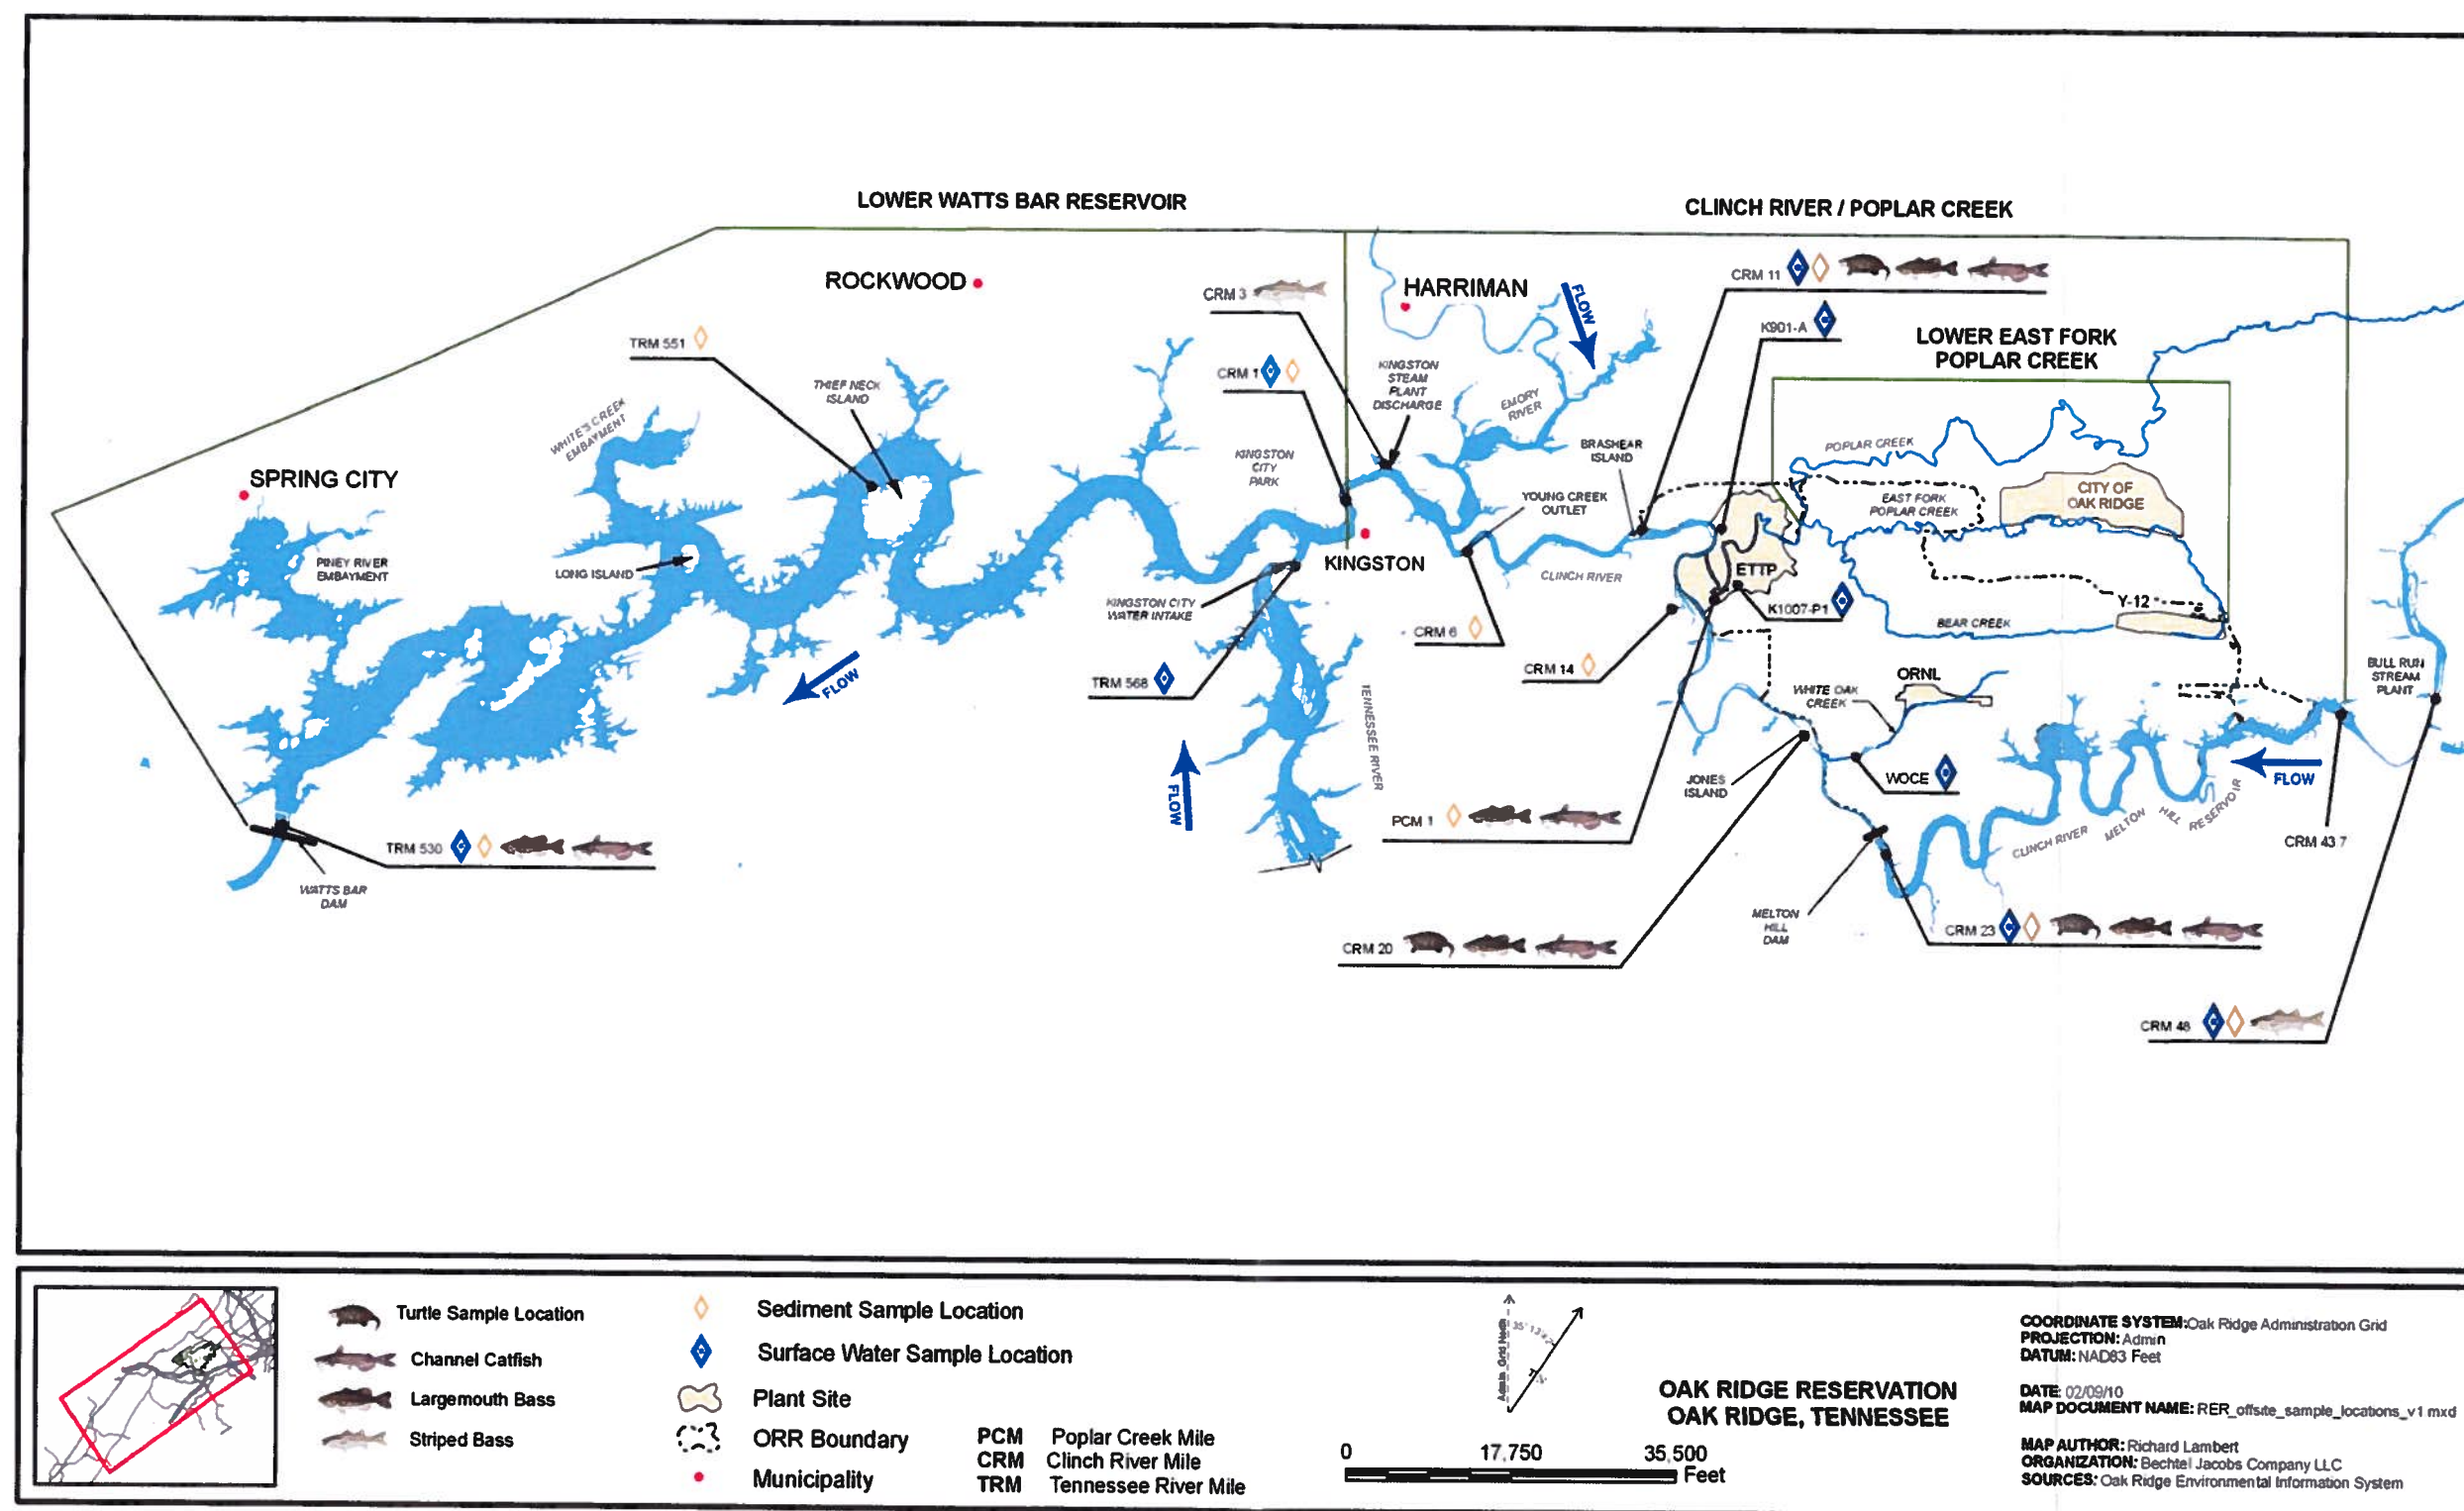 LOWER WATTS BAR RESERVOIR
CLINCH RIVER / POPLAR CREEK
ROCKWOOD
CRM 3
HARRIMAN
FLOW
CRM 11
K901-A
LOWER EAST FORK
POPLAR CREEK
TRM 551
THIEF NECK
ISLAND
CRM 1
KINGSTON
STEAM
PLANT
DISCHARGE
EMORY
RIVER
WHITE'S CREEK
EMBAYMENT
BRASHEAR
ISLAND
POPLAR CREEK
SPRING CITY
KINGSTON
CITY
PARK
YOUNG CREEK
OUTLET
EAST FORK
POPLAR CREEK
CITY OF
OAK RIDGE
PINEY RIVER
EMBAYMENT
LONG ISLAND
KINGSTON
CLINCH RIVER
ETTP
KINGSTON CITY
WATER INTAKE
K1007-P1
Y-12
BEAR CREEK
CRM 6
CRM 14
TRM 568
FLOW
TENNESSEE RIVER
WHITE OAK
CREEK
ORNL
BULL RUN
STREAM
PLANT
FLOW
JONES
ISLAND
WOCE
FLOW
PCM 1
CLINCH RIVER MELTON HILL RESERVOIR
CRM 43.7
TRM 530
WATTS BAR
DAM
CRM 20
MELTON
HILL
DAM
CRM 23
N
CRM 48
Turtle Sample Location
Channel Catfish
Largemouth Bass
Striped Bass
Sediment Sample Location
Surface Water Sample Location
Plant Site
ORR Boundary
Municipality
PCM Poplar Creek Mile
CRM Clinch River Mile
TRM Tennessee River Mile
Admin Grid North
0 17,750 35,500
Feet
OAK RIDGE RESERVATION
OAK RIDGE, TENNESSEE
COORDINATE SYSTEM: Oak Ridge Administration Grid
PROJECTION: Admin
DATUM: NAD83 Feet
DATE: 02/09/10
MAP DOCUMENT NAME: RER_offsite_sample_locations_v1 mxd
MAP AUTHOR: Richard Lambert
ORGANIZATION: Bechtel Jacobs Company LLC
SOURCES: Oak Ridge Environmental Information System